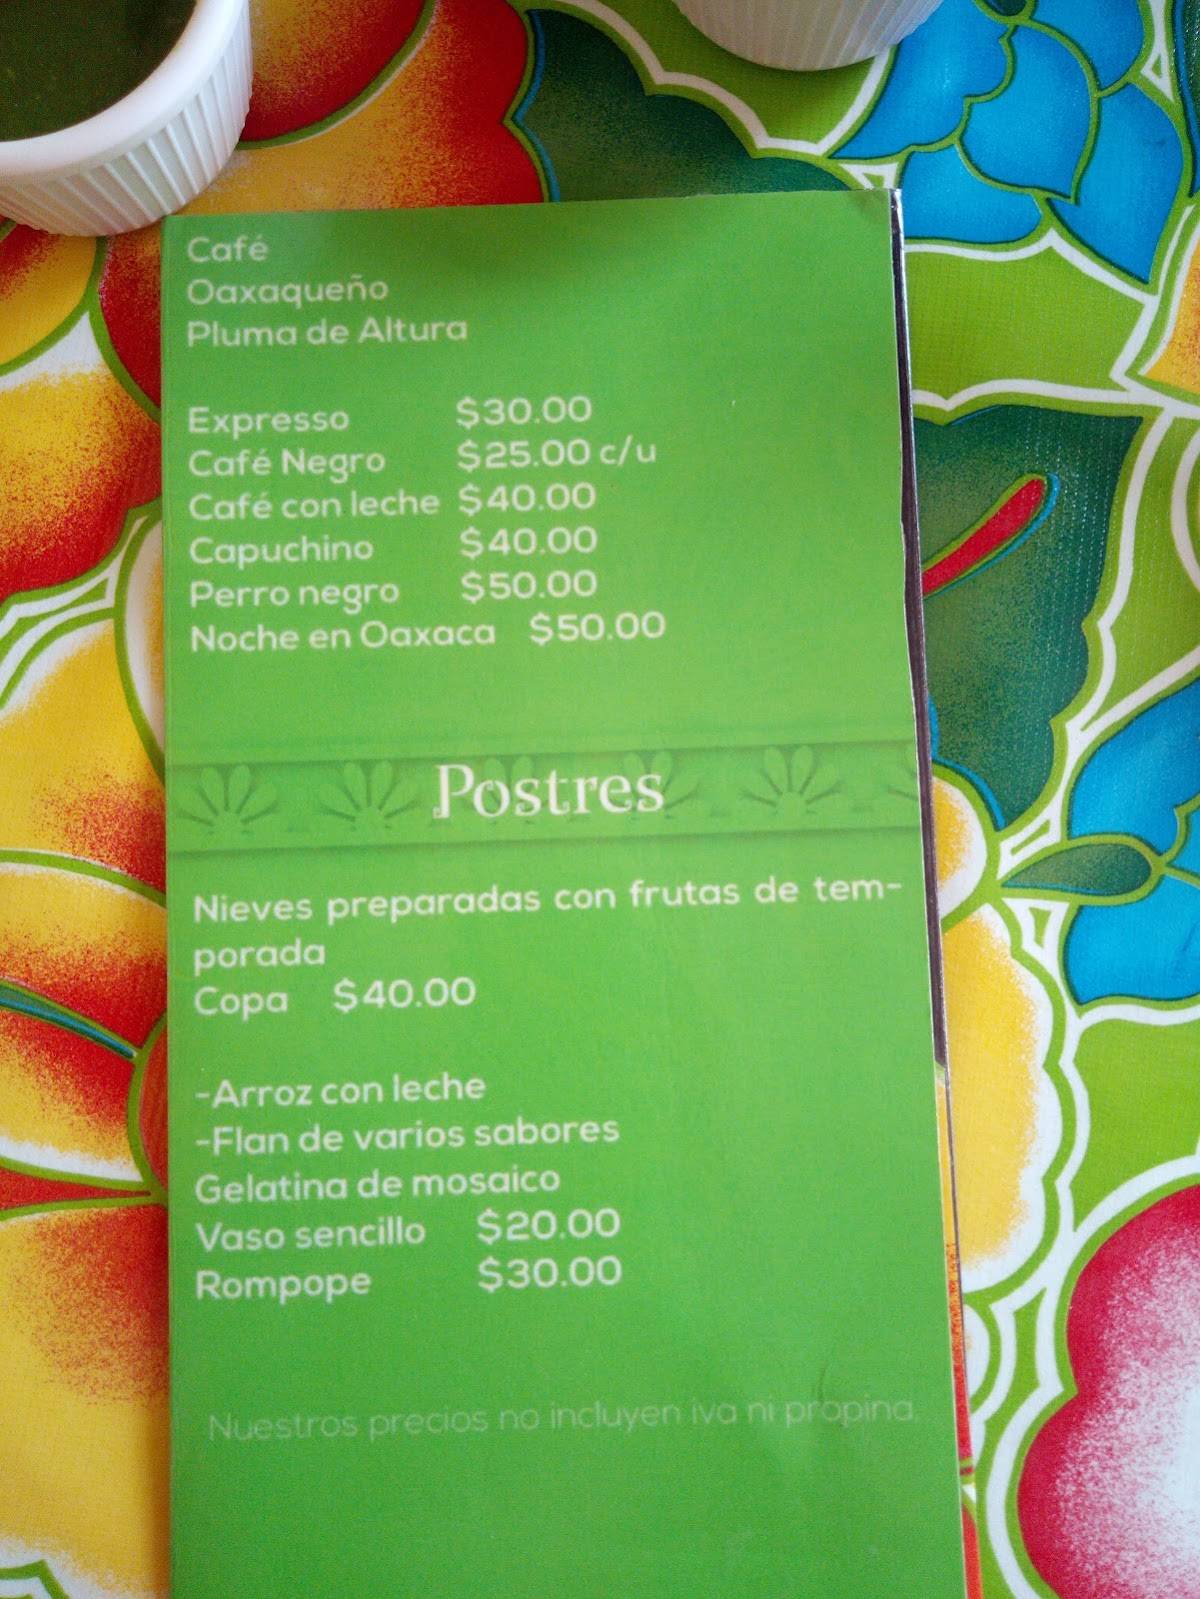 Café
Oaxaqueño
Pluma de Altura
Expresso $30.00
Café Negro $25.00 c/u
Café con leche $40.00
Capuchino $40.00
Perro negro $50.00
Noche en Oaxaca $50.00
Postres
Nieves preparadas con frutas de tem-
porada
Copa $40.00
-Arroz con leche
-Flan de varios sabores
Gelatina de mosaico
Vaso sencillo $20.00
Rompope $30.00
Nuestros precios no incluyen iva ni propina.